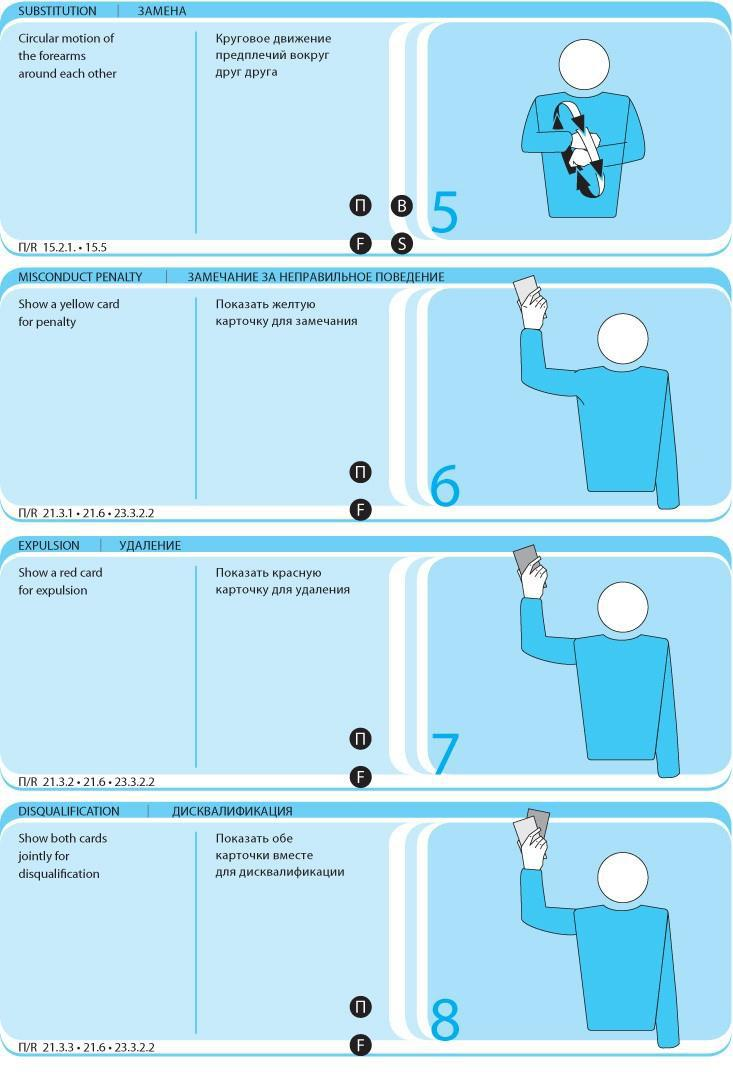 SUBSTITUTION | ЗАМЕНА
Circular motion of
the forearms
around each other
Круговое движение
предплечий вокруг
друг друга
П В
5
F S
П/R 15.2.1. • 15.5
MISCONDUCT PENALTY | ЗАМЕЧАНИЕ ЗА НЕПРАВИЛЬНОЕ ПОВЕДЕНИЕ
Show a yellow card
for penalty
Показать желтую
карточку для замечания
П
6
F
П/R 21.3.1 • 21.6 • 23.3.2.2
EXPULSION | УДАЛЕНИЕ
Show a red card
for expulsion
Показать красную
карточку для удаления
П
7
F
П/R 21.3.2 • 21.6 • 23.3.2.2
DISQUALIFICATION | ДИСКВАЛИФИКАЦИЯ
Show both cards
jointly for
disqualification
Показать обе
карточки вместе
для дисквалификации
П
8
F
П/R 21.3.3 • 21.6 • 23.3.2.2